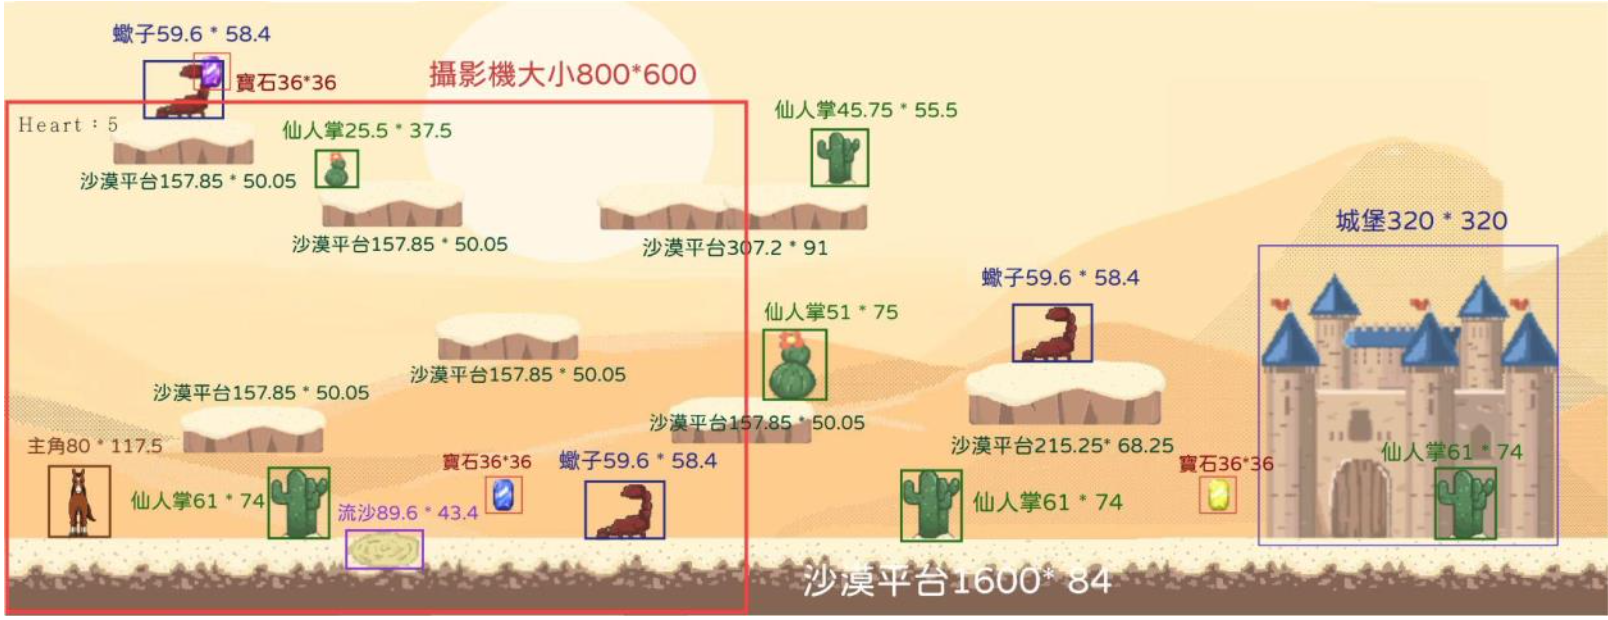 蠍子59.6 * 58.4
寶石36*36
攝影機大小800*600
Heart：5
仙人掌25.5 * 37.5
仙人掌45.75 * 55.5
沙漠平台157.85 * 50.05
沙漠平台157.85 * 50.05
沙漠平台307.2 * 91
城堡320 * 320
蠍子59.6 * 58.4
仙人掌51 * 75
沙漠平台157.85 * 50.05
沙漠平台157.85 * 50.05
沙漠平台157.85 * 50.05
主角80 * 117.5
沙漠平台215.25* 68.25
寶石36*36
蠍子59.6 * 58.4
寶石36*36
仙人掌61 * 74
仙人掌61 * 74
流沙89.6 * 43.4
仙人掌61 * 74
沙漠平台1600* 84